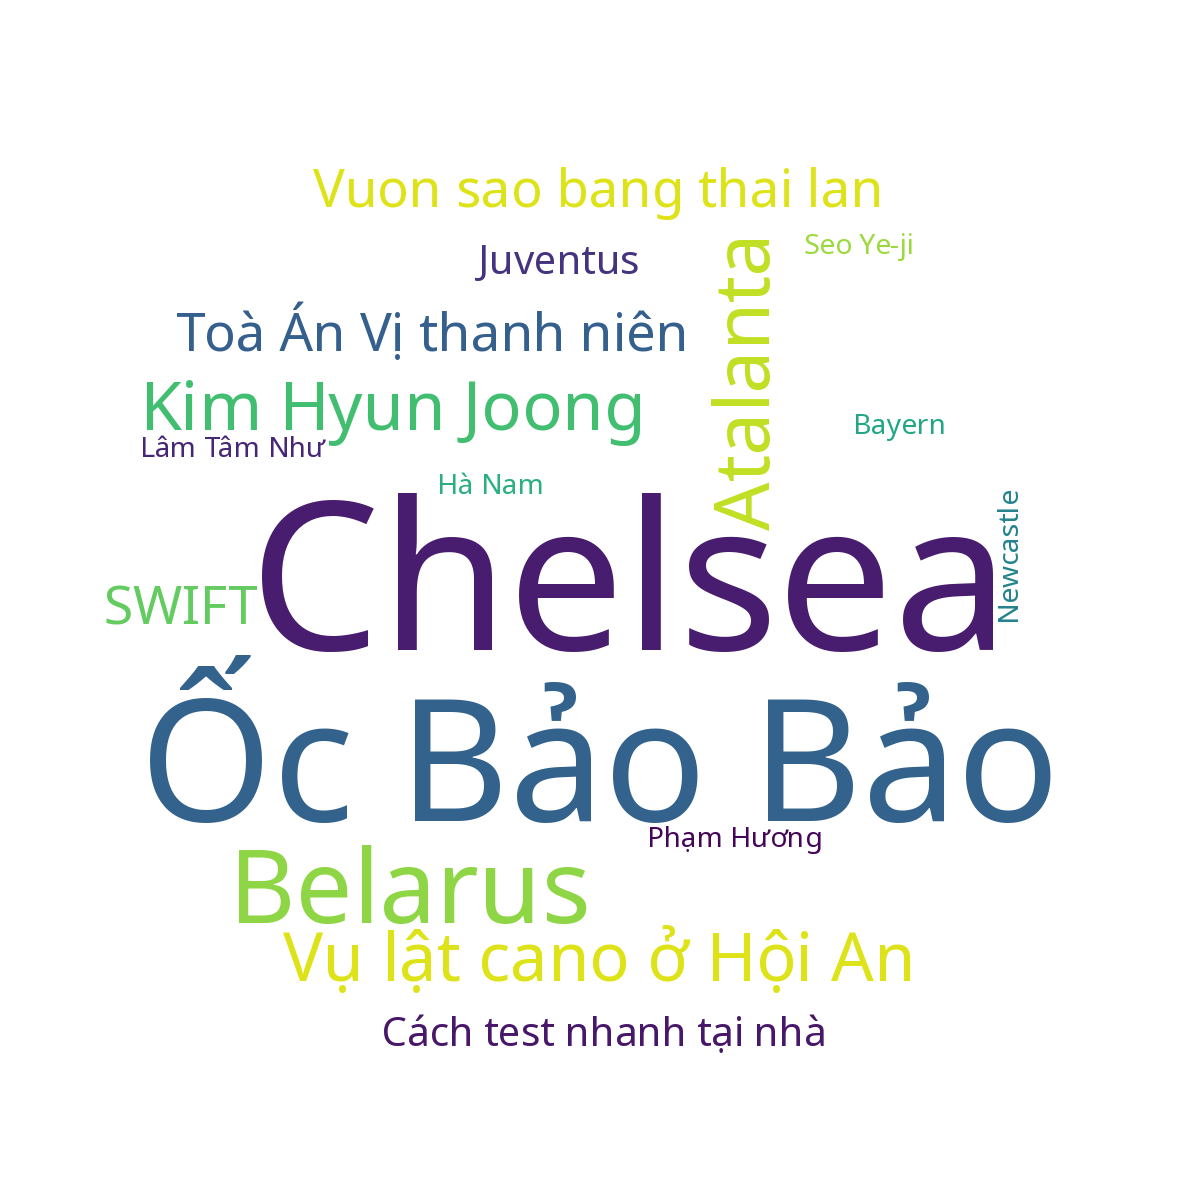 Vuon sao bang thai lan
Seo Ye-ji
Juventus
Atalanta
Toà Án Vị thanh niên
Kim Hyun Joong
Bayern
Lâm Tâm Như
Hà Nam
Chelsea
Newcastle
SWIFT
Ốc Bảo Bảo
Phạm Hương
Belarus
Vụ lật cano ở Hội An
Cách test nhanh tại nhà